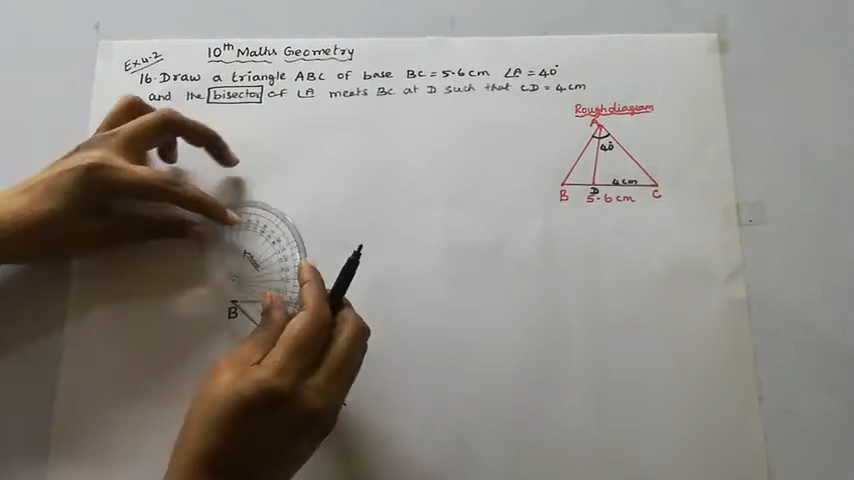 Ex 4.2
10th Maths Geometry
16. Draw a triangle ABC of base BC = 5.6 cm ∠A = 40°
and the bisector of ∠A meets BC at D such that CD = 4 cm
Rough diagram
A
40°
4 cm
B D C
5.6 cm
B